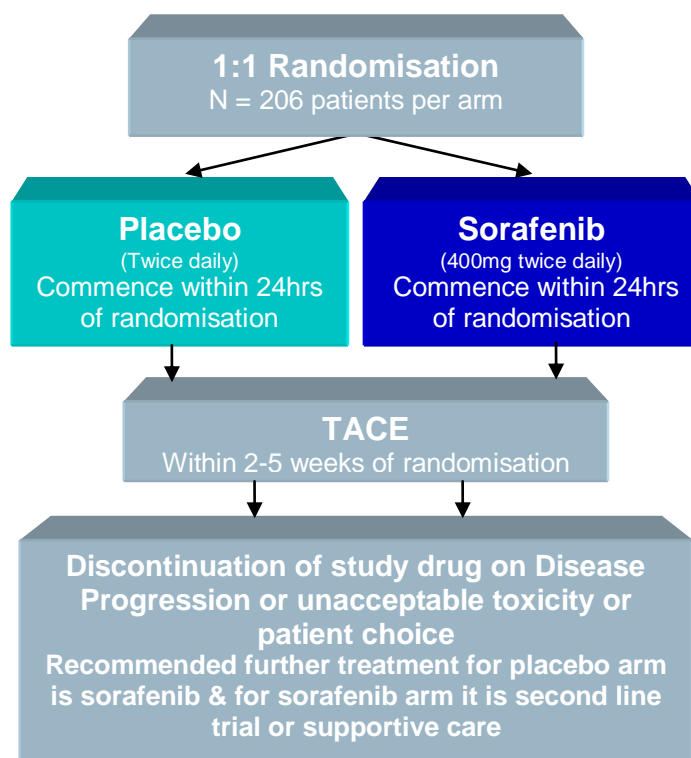 1:1 Randomisation
N = 206 patients per arm
Placebo
(Twice daily)
Commence within 24hrs
of randomisation
Sorafenib
(400mg twice daily)
Commence within 24hrs
of randomisation
TACE
Within 2-5 weeks of randomisation
Discontinuation of study drug on Disease
Progression or unacceptable toxicity or
patient choice
Recommended further treatment for placebo arm
is sorafenib & for sorafenib arm it is second line
trial or supportive care